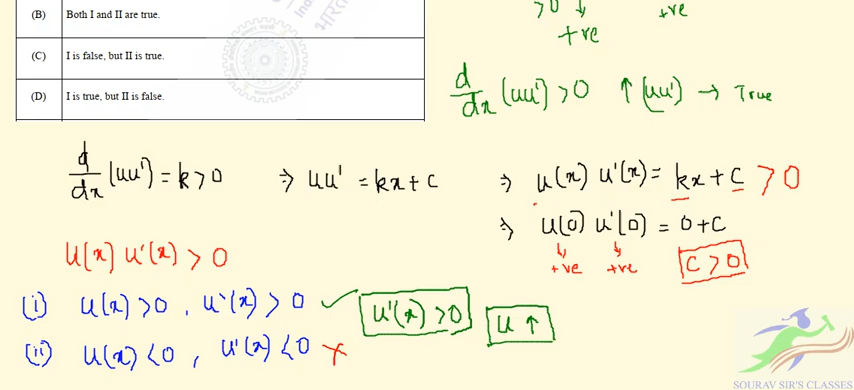 (B) Both I and II are true.
(C) I is false, but II is true.
(D) I is true, but II is false.
>0 ↓ +ve
+ve
d/dx (uu') > 0 ↑ (uu') → True
d/dx (uu') = k > 0 ⇒ uu' = kx + c ⇒ u(x) u'(x) = kx + c > 0
⇒ u(0) u'(0) = 0 + c
↓ ↓
+ve +ve c > 0
u(x) u'(x) > 0
(i) u(x) > 0 , u'(x) > 0 ✓ u'(x) > 0 u ↑
(ii) u(x) < 0 , u'(x) < 0 ✗
SOURAV SIR'S CLASSES